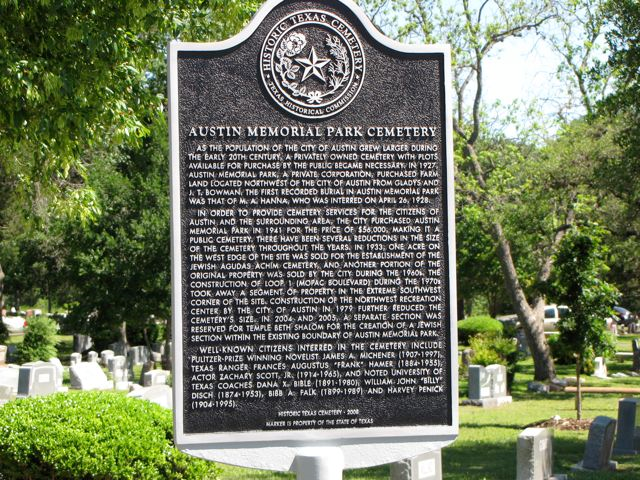 HISTORIC TEXAS CEMETERY
TEXAS HISTORICAL COMMISSION
AUSTIN MEMORIAL PARK CEMETERY
AS THE POPULATION OF THE CITY OF AUSTIN GREW LARGER DURING
THE EARLY 20TH CENTURY, A PRIVATELY OWNED CEMETERY WITH PLOTS
AVAILABLE FOR PURCHASE BY THE PUBLIC BECAME NECESSARY. IN 1927,
AUSTIN MEMORIAL PARK, A PRIVATE CORPORATION, PURCHASED FARM
LAND LOCATED NORTHWEST OF THE CITY OF AUSTIN FROM GLADYS AND
J. T. BOWMAN. THE FIRST RECORDED BURIAL IN AUSTIN MEMORIAL PARK
WAS THAT OF M. A. HANNA, WHO WAS INTERRED ON APRIL 26, 1928.
IN ORDER TO PROVIDE CEMETERY SERVICES FOR THE CITIZENS OF
AUSTIN AND THE SURROUNDING AREA, THE CITY PURCHASED AUSTIN
MEMORIAL PARK IN 1941 FOR THE PRICE OF $56,000, MAKING IT A
PUBLIC CEMETERY. THERE HAVE BEEN SEVERAL REDUCTIONS IN THE SIZE
OF THE CEMETERY THROUGHOUT THE YEARS. IN 1933, ONE ACRE ON
THE WEST EDGE OF THE SITE WAS SOLD FOR THE ESTABLISHMENT OF THE
JEWISH AGUDAS ACHIM CEMETERY, AND ANOTHER PORTION OF THE
ORIGINAL PROPERTY WAS SOLD BY THE CITY DURING THE 1960s. THE
CONSTRUCTION OF LOOP 1 (MOPAC BOULEVARD) DURING THE 1970s
TOOK AWAY A SEGMENT OF PROPERTY IN THE EXTREME SOUTHWEST
CORNER OF THE SITE. CONSTRUCTION OF THE NORTHWEST RECREATION
CENTER BY THE CITY OF AUSTIN IN 1979 FURTHER REDUCED THE
CEMETERY'S SIZE. IN 2004 AND 2005, A SEPARATE SECTION WAS
RESERVED FOR TEMPLE BETH SHALOM FOR THE CREATION OF A JEWISH
SECTION WITHIN THE EXISTING BOUNDARY OF AUSTIN MEMORIAL PARK.
WELL-KNOWN CITIZENS INTERRED IN THE CEMETERY INCLUDE
PULITZER-PRIZE WINNING NOVELIST JAMES A. MICHENER (1907-1997),
TEXAS RANGER FRANCIS AUGUSTUS "FRANK" HAMER (1884-1955),
ACTOR ZACHARY SCOTT, JR. (1914-1965), AND NOTED UNIVERSITY OF
TEXAS COACHES DANA X. BIBLE (1891-1980), WILLIAM JOHN "BILLY"
DISCH (1874-1953), BIBB A. FALK (1899-1989) AND HARVEY PENICK
(1904-1995).
HISTORIC TEXAS CEMETERY - 2008
MARKER IS PROPERTY OF THE STATE OF TEXAS